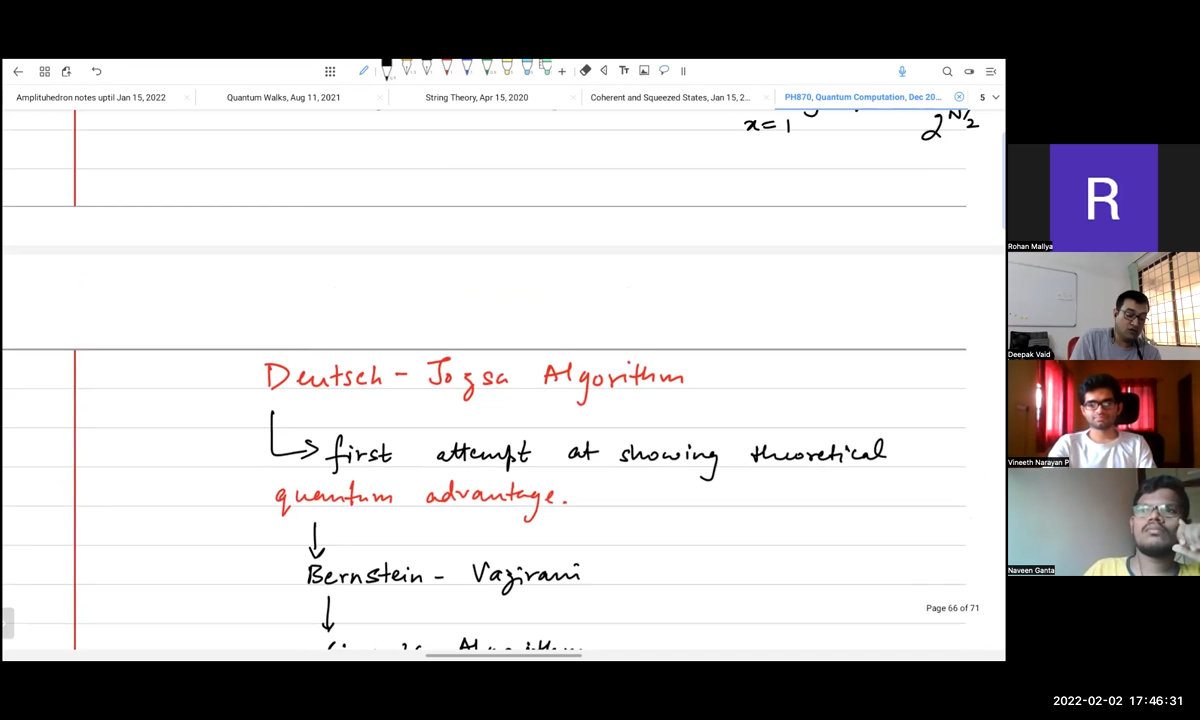 Tт
Amplituhedron notes uptil Jan 15, 2022
Quantum Walks, Aug 11, 2021
String Theory, Apr 15, 2020
Coherent and Squeezed States, Jan 15, 2...
PH870, Quantum Computation, Dec 20...
5
x=1
2^N/2
R
Rohan Mallya
Deepak Vaid
Deutsch - Jozsa Algorithm
first attempt at showing theoretical
quantum advantage.
Bernstein - Vazirani
Vineeth Narayan P
Naveen Ganta
Page 66 of 71
2022-02-02 17:46:31